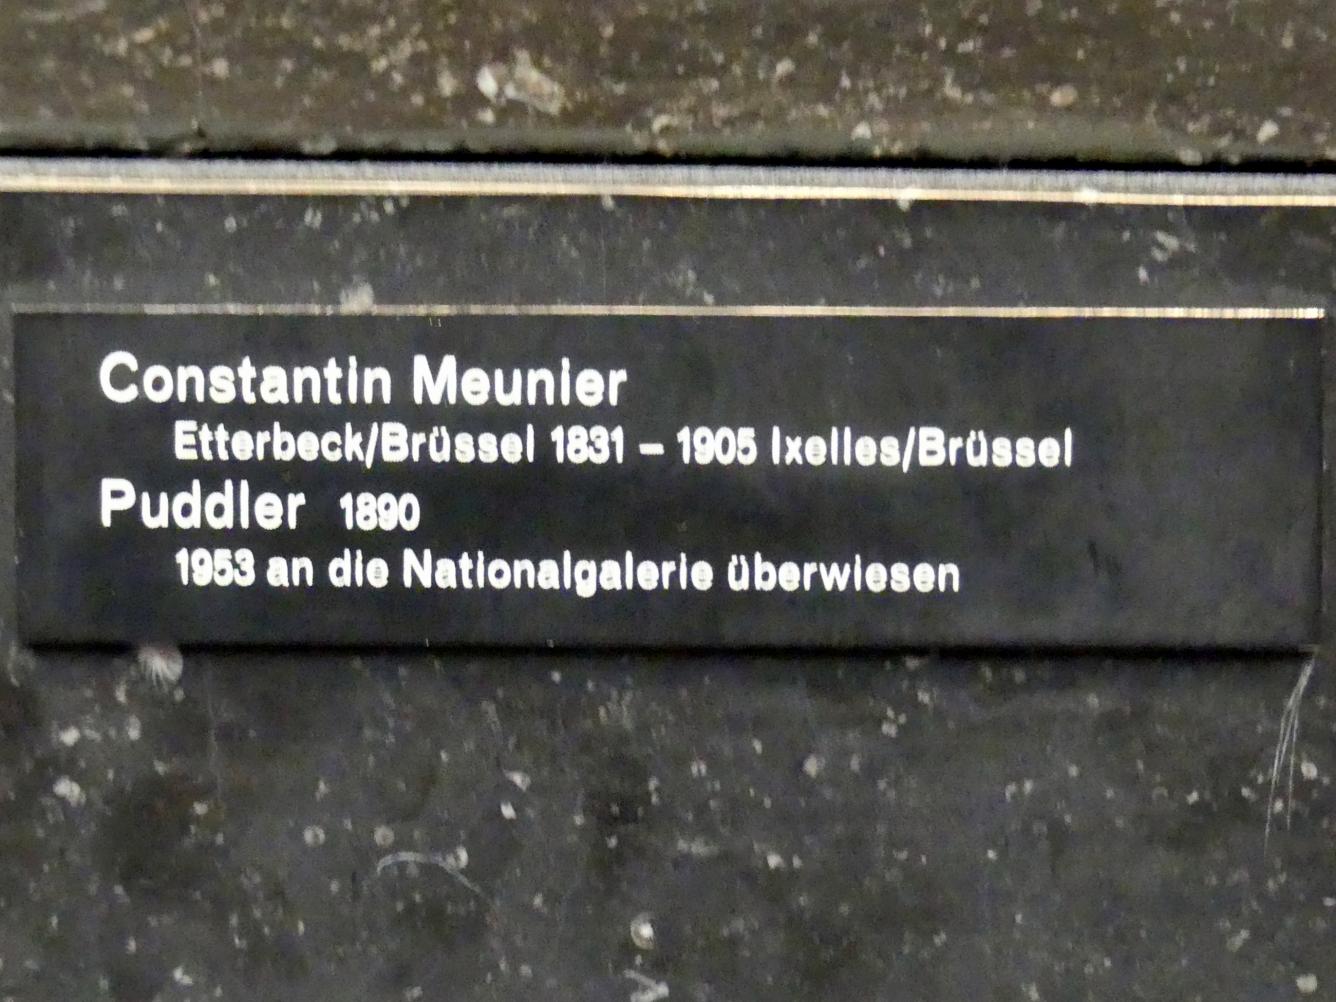 Constantin Meunier
Etterbeck/Brüssel 1831 – 1905 Ixelles/Brüssel
Puddler 1890
1953 an die Nationalgalerie überwiesen